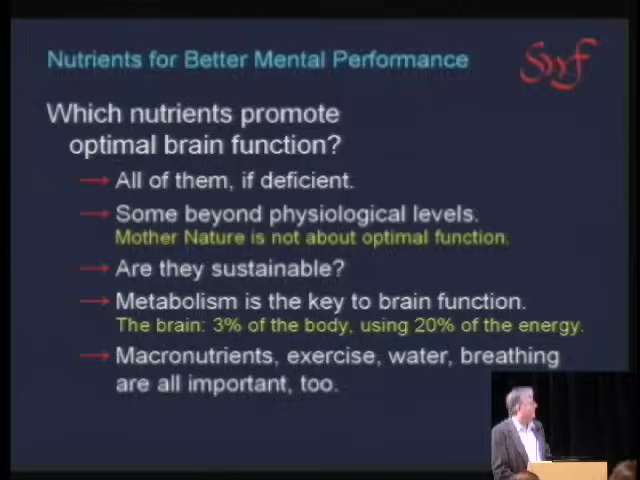 Nutrients for Better Mental Performance
Which nutrients promote
optimal brain function?
All of them, if deficient.
Some beyond physiological levels.
Mother Nature is not about optimal function.
Are they sustainable?
Metabolism is the key to brain function.
The brain: 3% of the body, using 20% of the energy.
Macronutrients, exercise, water, breathing
are all important, too.